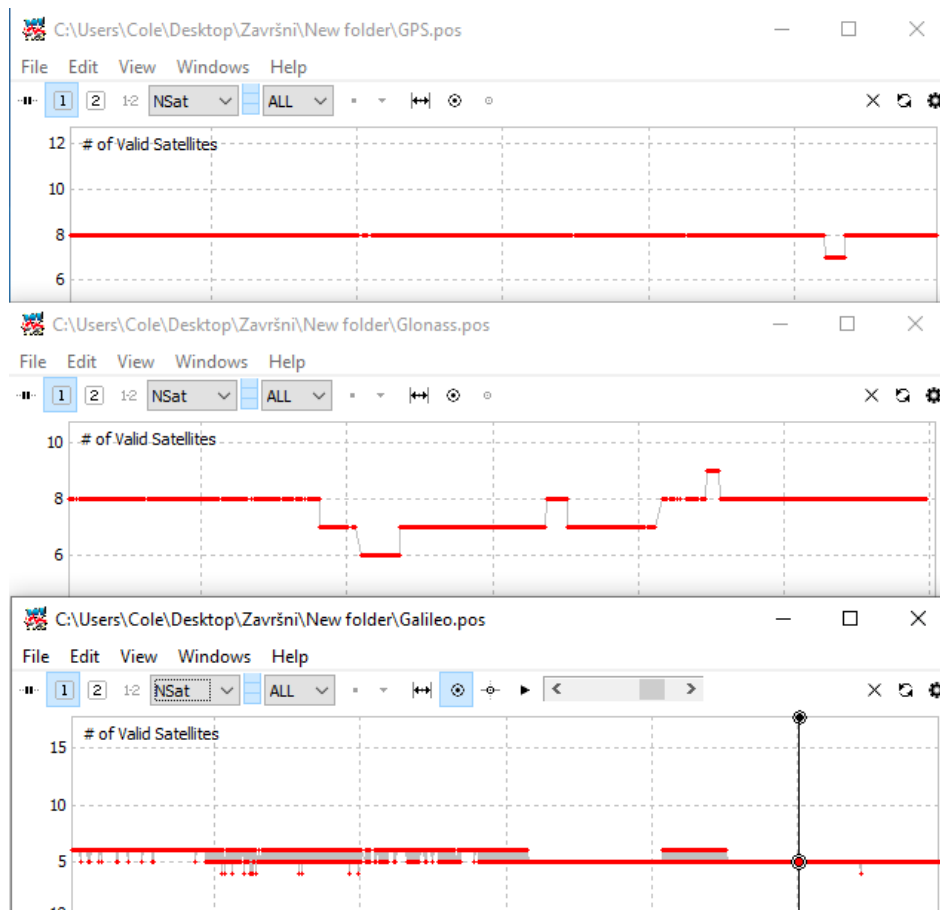 C:\Users\Cole\Desktop\Završni\New folder\GPS.pos
File Edit View Windows Help
1 2 1-2 NSat ALL
# of Valid Satellites
12
10
8
6
C:\Users\Cole\Desktop\Završni\New folder\Glonass.pos
File Edit View Windows Help
1 2 1-2 NSat ALL
# of Valid Satellites
10
8
6
C:\Users\Cole\Desktop\Završni\New folder\Galileo.pos
File Edit View Windows Help
1 2 1-2 NSat ALL
# of Valid Satellites
15
10
5